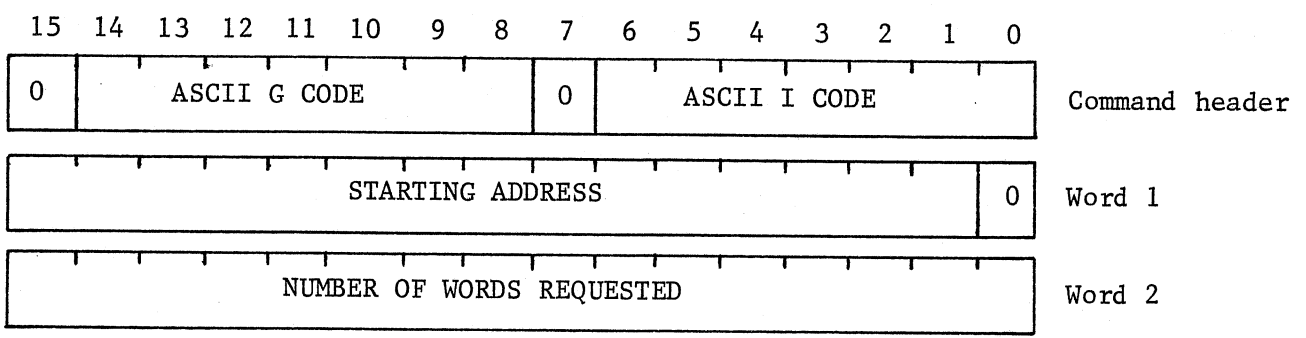 15 14 13 12 11 10 9 8 7 6 5 4 3 2 1 0
0 ASCII G CODE 0 ASCII I CODE Command header
STARTING ADDRESS 0 Word 1
NUMBER OF WORDS REQUESTED Word 2